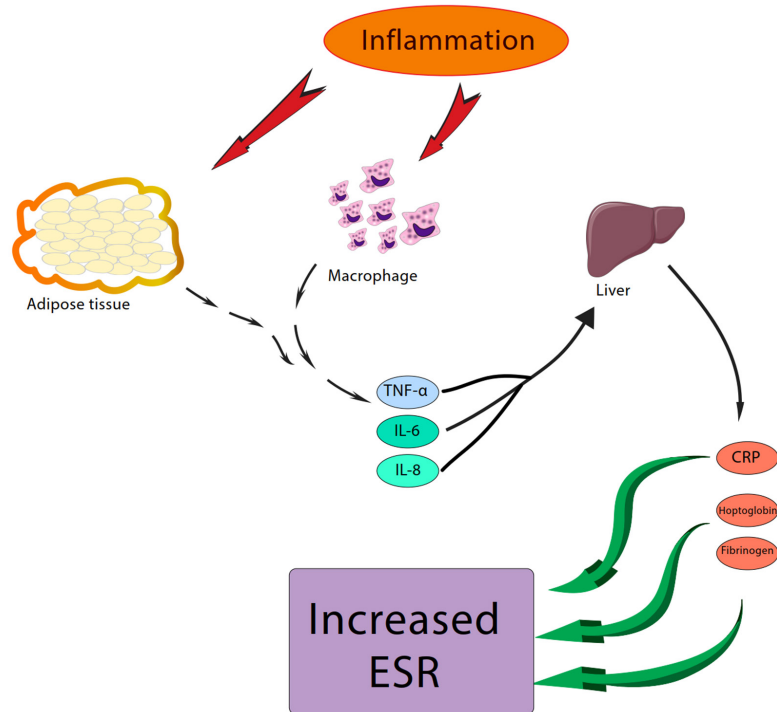 Inflammation
Adipose tissue
Macrophage
Liver
TNF-α
IL-6
IL-8
CRP
Hoptoglobin
Fibrinogen
Increased
ESR